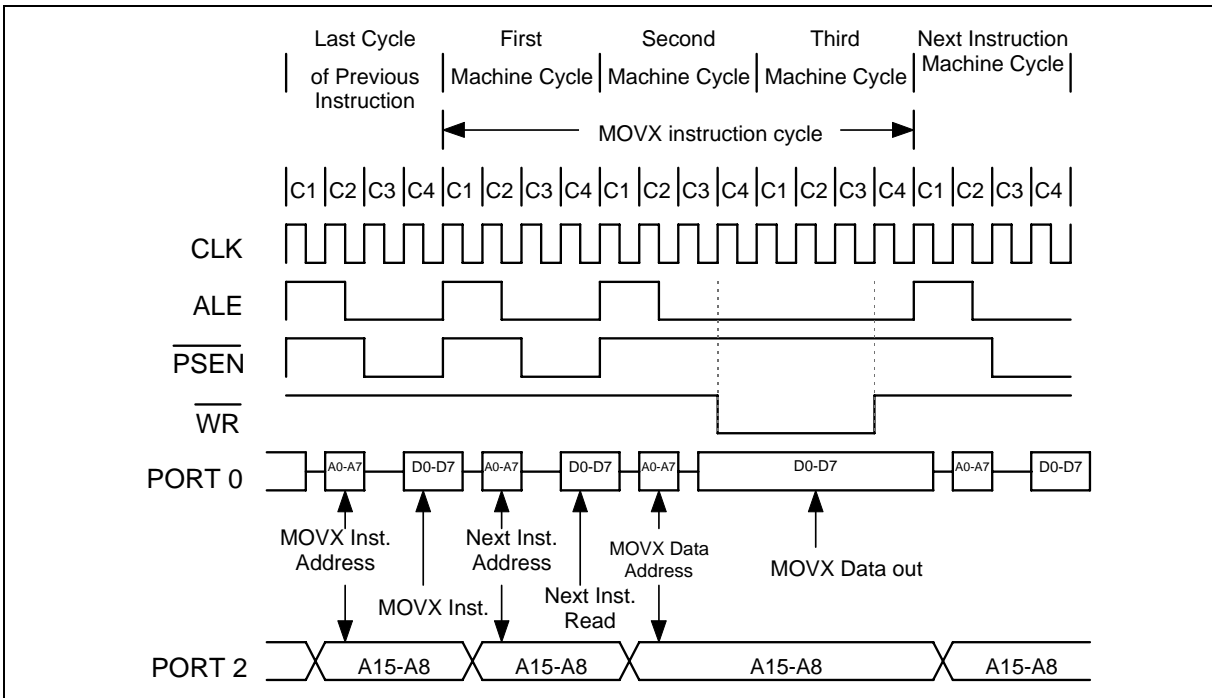 Last Cycle
of Previous
Instruction
First
Machine Cycle
Second
Machine Cycle
Third
Machine Cycle
Next Instruction
Machine Cycle
MOVX instruction cycle
C1 C2 C3 C4 C1 C2 C3 C4 C1 C2 C3 C4 C1 C2 C3 C4 C1 C2 C3 C4
CLK
ALE
PSEN
WR
PORT 0
A0-A7 D0-D7 A0-A7 D0-D7 A0-A7 D0-D7 A0-A7 D0-D7
MOVX Inst.
Address
MOVX Inst.
Next Inst.
Address
Next Inst.
Read
MOVX Data
Address
MOVX Data out
PORT 2
A15-A8 A15-A8 A15-A8 A15-A8